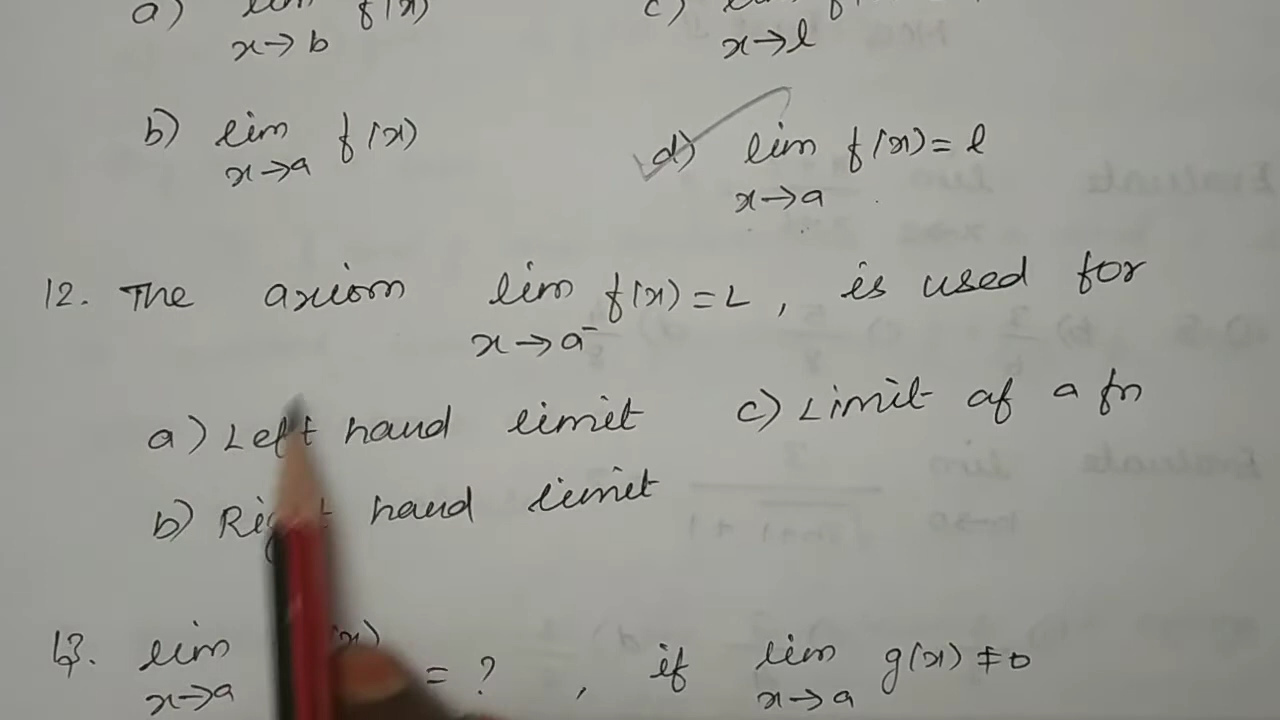 a) lim f(x) c)
x→b x→l
b) lim f(x) d) lim f(x) = l
x→a x→a
12. The axiom lim f(x) = L , is used for
x→a⁻
a) Left hand limit c) Limit of a fn
b) Right hand limit
13. lim = ? , if lim g(x) ≠ 0
x→a x→a